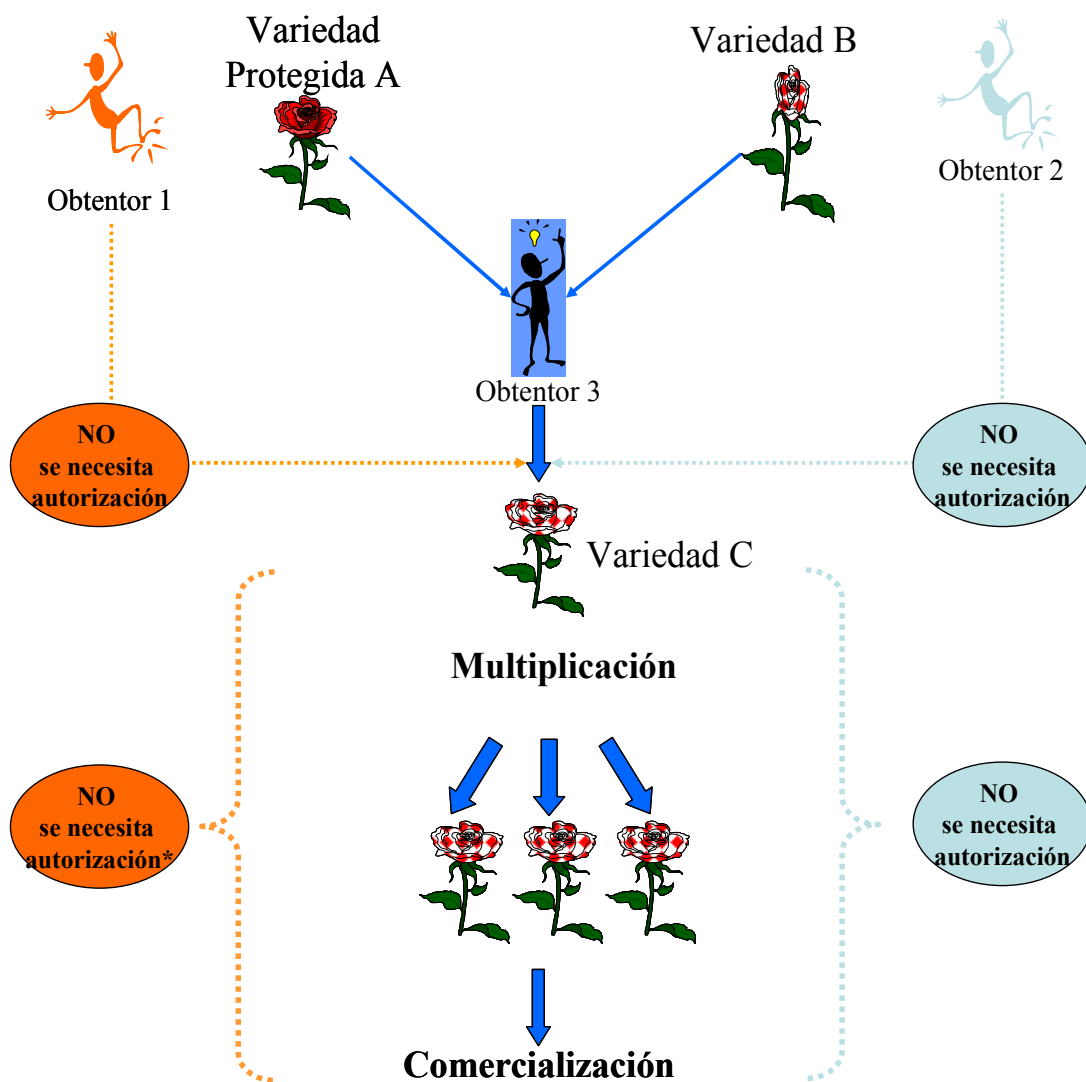 Variedad
Protegida A
Variedad B
Obtentor 1
Obtentor 2
Obtentor 3
NO
se necesita
autorización
NO
se necesita
autorización
Variedad C
Multiplicación
NO
se necesita
autorización*
NO
se necesita
autorización
Comercialización